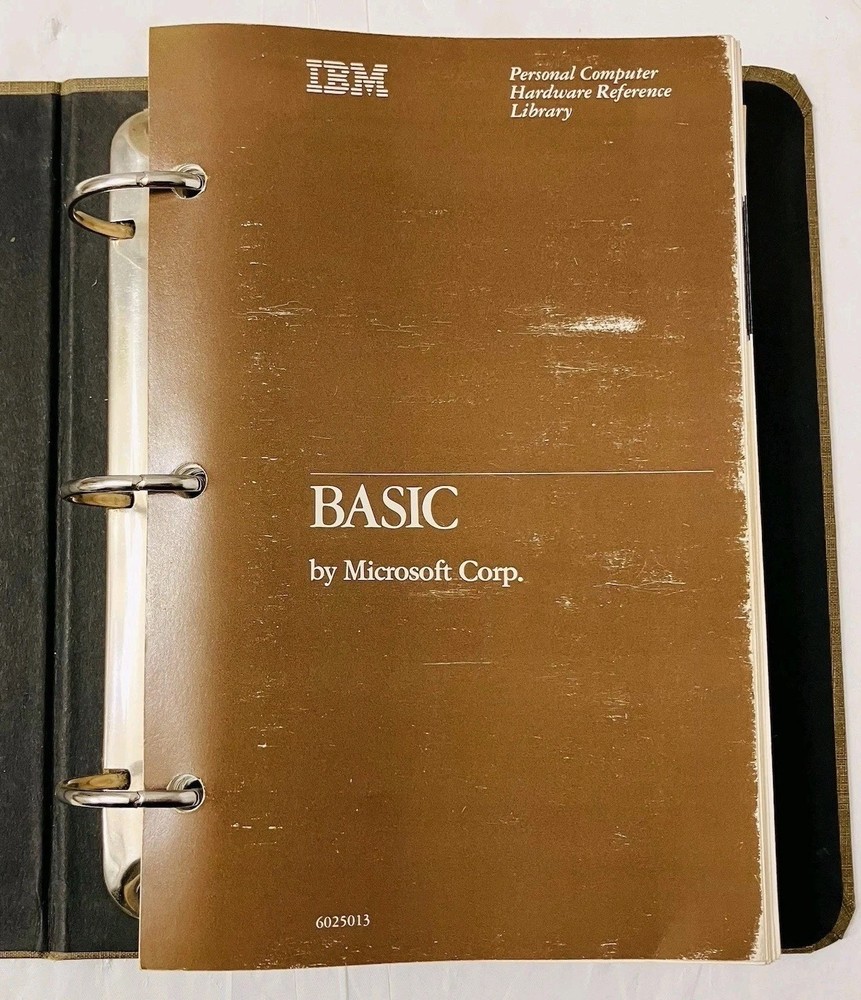 IBM
Personal Computer
Hardware Reference
Library
BASIC
by Microsoft Corp.
6025013